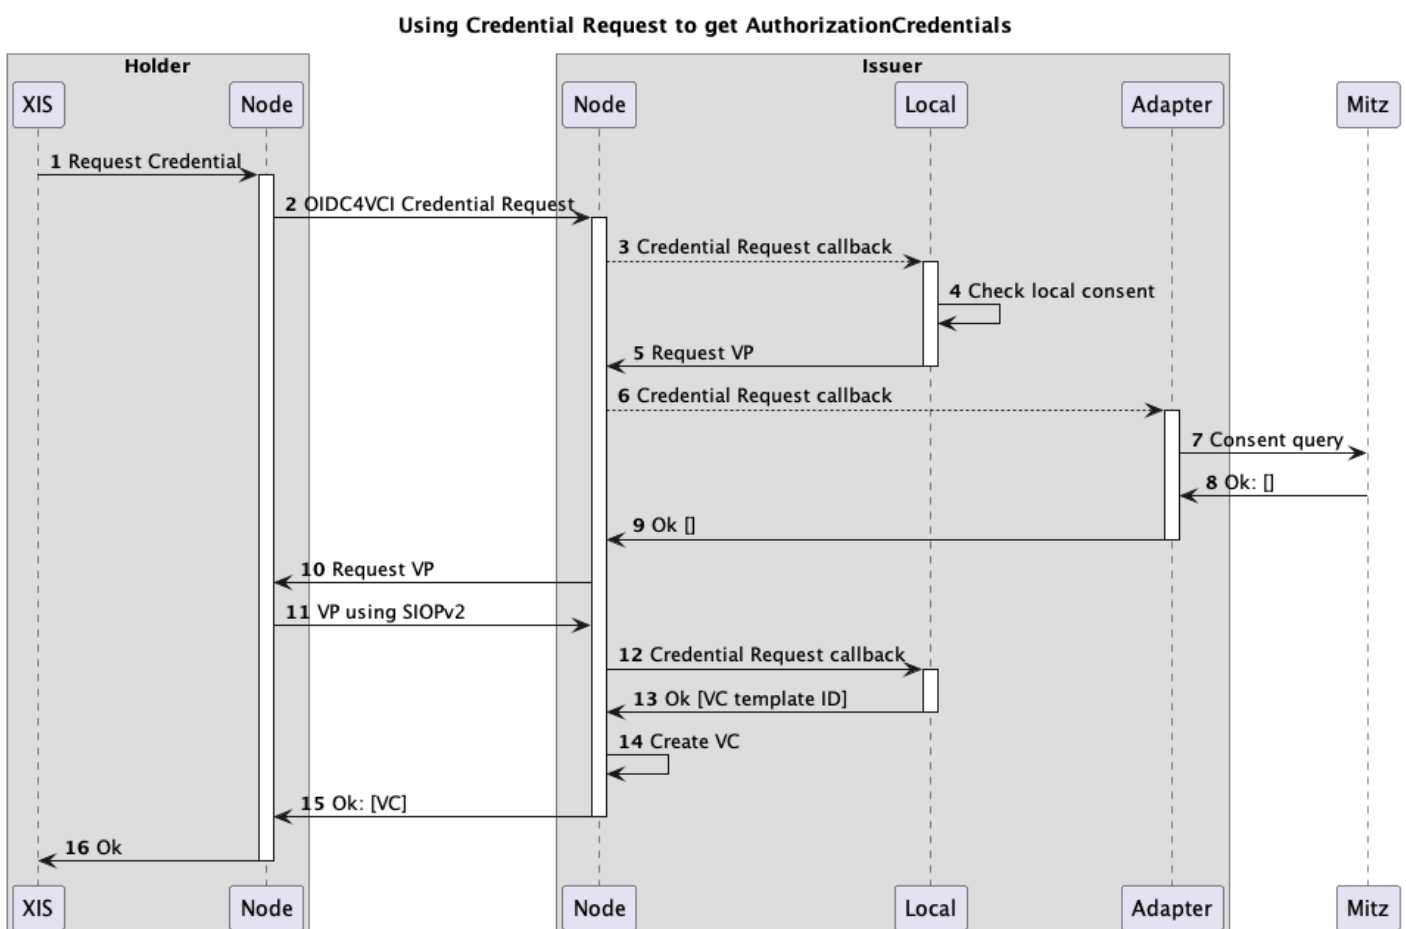 Using Credential Request to get AuthorizationCredentials
Holder
Issuer
XIS
Node
Node
Local
Adapter
Mitz
1 Request Credential
2 OIDC4VCI Credential Request
3 Credential Request callback
4 Check local consent
5 Request VP
6 Credential Request callback
7 Consent query
8 Ok: []
9 Ok []
10 Request VP
11 VP using SIOPv2
12 Credential Request callback
13 Ok [VC template ID]
14 Create VC
15 Ok: [VC]
16 Ok
XIS
Node
Node
Local
Adapter
Mitz